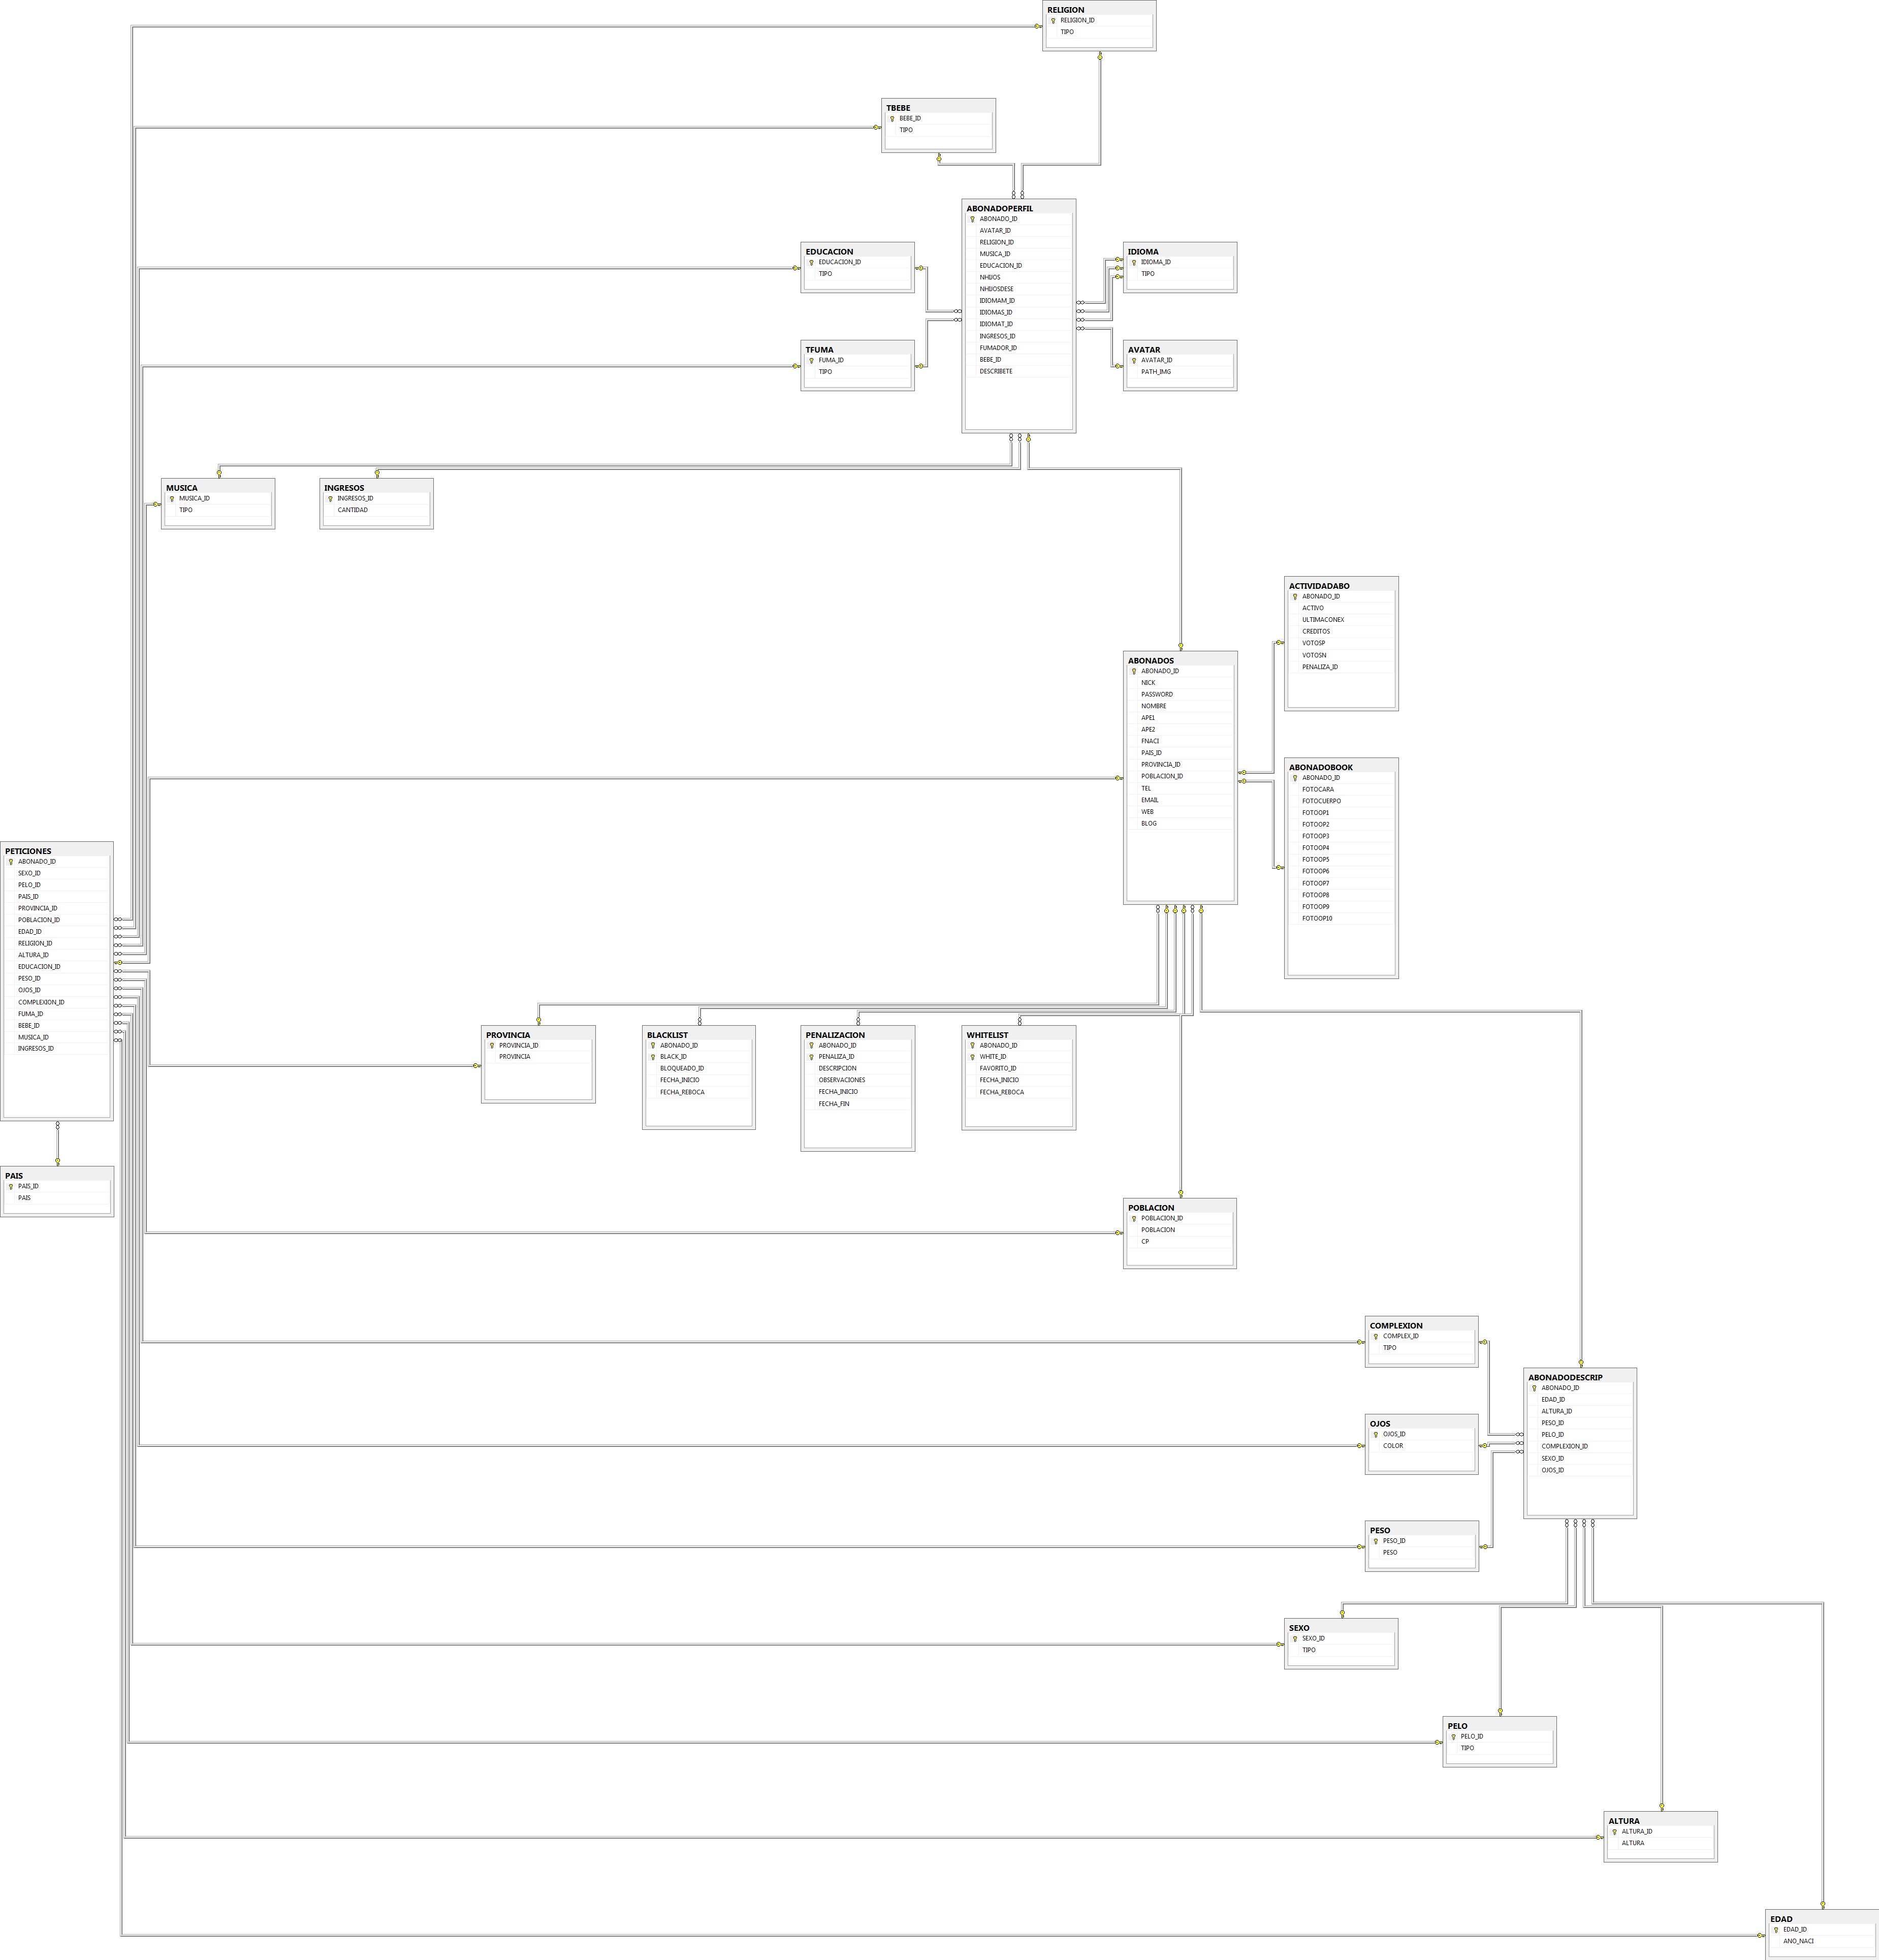 RELIGION
RELIGION_ID
TIPO
TBEBE
BEBE_ID
TIPO
ABONADOPERFIL
ABONADO_ID
AVATAR_ID
RELIGION_ID
MUSICA_ID
EDUCACION_ID
NHIJOS
NHIJOSDESE
IDIOMAM_ID
IDIOMAS_ID
IDIOMAT_ID
INGRESOS_ID
FUMADOR_ID
BEBE_ID
DESCRIBETE
EDUCACION
EDUCACION_ID
TIPO
IDIOMA
IDIOMA_ID
TIPO
TFUMA
FUMA_ID
TIPO
AVATAR
AVATAR_ID
PATH_IMG
MUSICA
MUSICA_ID
TIPO
INGRESOS
INGRESOS_ID
CANTIDAD
ACTIVIDADABO
ABONADO_ID
ACTIVO
ULTIMACONEX
CREDITOS
VOTOSP
VOTOSN
PENALIZA_ID
ABONADOS
ABONADO_ID
NICK
PASSWORD
NOMBRE
APE1
APE2
FNACI
PAIS_ID
PROVINCIA_ID
POBLACION_ID
TEL
EMAIL
WEB
BLOG
ABONADOBOOK
ABONADO_ID
FOTOCARA
FOTOCUERPO
FOTOOP1
FOTOOP2
FOTOOP3
FOTOOP4
FOTOOP5
FOTOOP6
FOTOOP7
FOTOOP8
FOTOOP9
FOTOOP10
PETICIONES
ABONADO_ID
SEXO_ID
PELO_ID
PAIS_ID
PROVINCIA_ID
POBLACION_ID
EDAD_ID
RELIGION_ID
ALTURA_ID
EDUCACION_ID
PESO_ID
OJOS_ID
COMPLEXION_ID
FUMA_ID
BEBE_ID
MUSICA_ID
INGRESOS_ID
PROVINCIA
PROVINCIA_ID
PROVINCIA
BLACKLIST
ABONADO_ID
BLACK_ID
BLOQUEADO_ID
FECHA_INICIO
FECHA_REBOCA
PENALIZACION
ABONADO_ID
PENALIZA_ID
DESCRIPCION
OBSERVACIONES
FECHA_INICIO
FECHA_FIN
WHITELIST
ABONADO_ID
WHITE_ID
FAVORITO_ID
FECHA_INICIO
FECHA_REBOCA
PAIS
PAIS_ID
PAIS
POBLACION
POBLACION_ID
POBLACION
CP
COMPLEXION
COMPLEX_ID
TIPO
ABONADODESCRIP
ABONADO_ID
EDAD_ID
ALTURA_ID
PESO_ID
PELO_ID
COMPLEXION_ID
SEXO_ID
OJOS_ID
OJOS
OJOS_ID
COLOR
PESO
PESO_ID
PESO
SEXO
SEXO_ID
TIPO
PELO
PELO_ID
TIPO
ALTURA
ALTURA_ID
ALTURA
EDAD
EDAD_ID
ANO_NACI